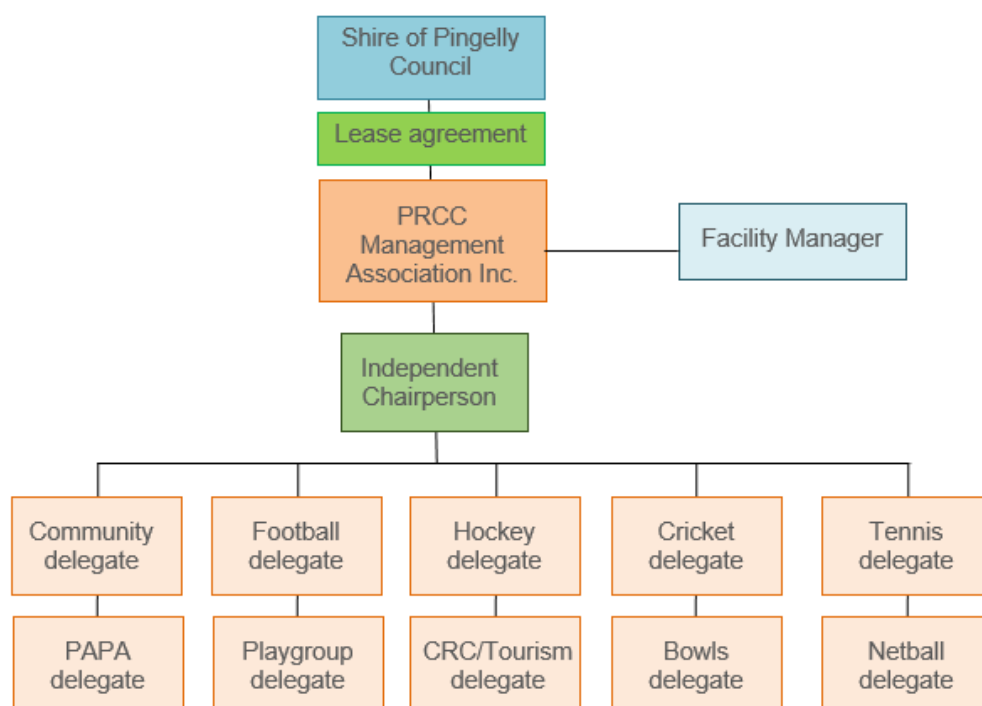 Shire of Pingelly
Council
Lease agreement
PRCC
Management
Association Inc.
Facility Manager
Independent
Chairperson
Community
delegate
Football
delegate
Hockey
delegate
Cricket
delegate
Tennis
delegate
PAPA
delegate
Playgroup
delegate
CRC/Tourism
delegate
Bowls
delegate
Netball
delegate